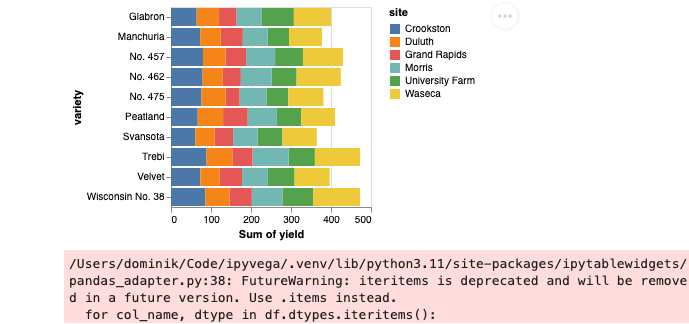 variety
Glabron
Manchuria
No. 457
No. 462
No. 475
Peatland
Svansota
Trebi
Velvet
Wisconsin No. 38
0 100 200 300 400 500
Sum of yield
site
Crookston
Duluth
Grand Rapids
Morris
University Farm
Waseca
/Users/dominik/Code/ipyvega/.venv/lib/python3.11/site-packages/ipytablewidgets/
pandas_adapter.py:38: FutureWarning: iteritems is deprecated and will be remove
d in a future version. Use .items instead.
for col_name, dtype in df.dtypes.iteritems():